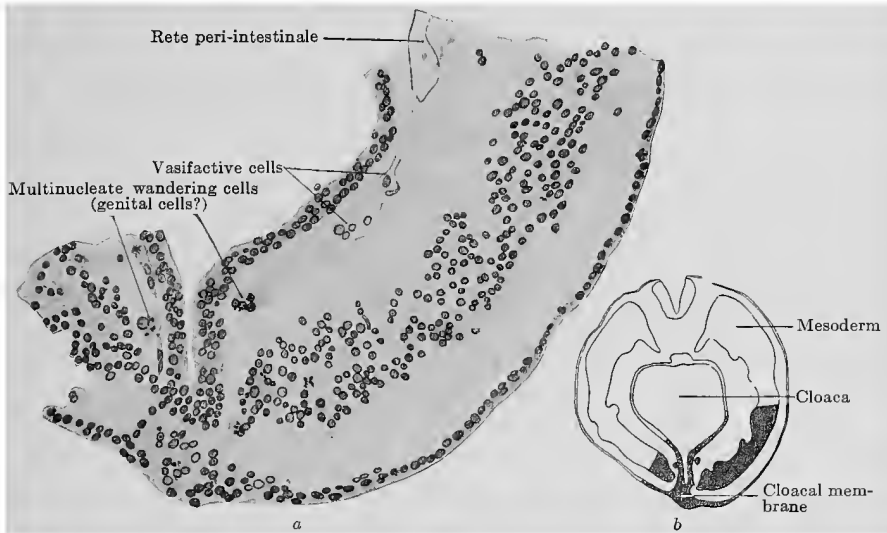 Rete peri-intestinale
Vasifactive cells
Multinucleate wandering cells
(genital cells?)
Mesoderm
Cloaca
Cloacal mem-
brane
a
b